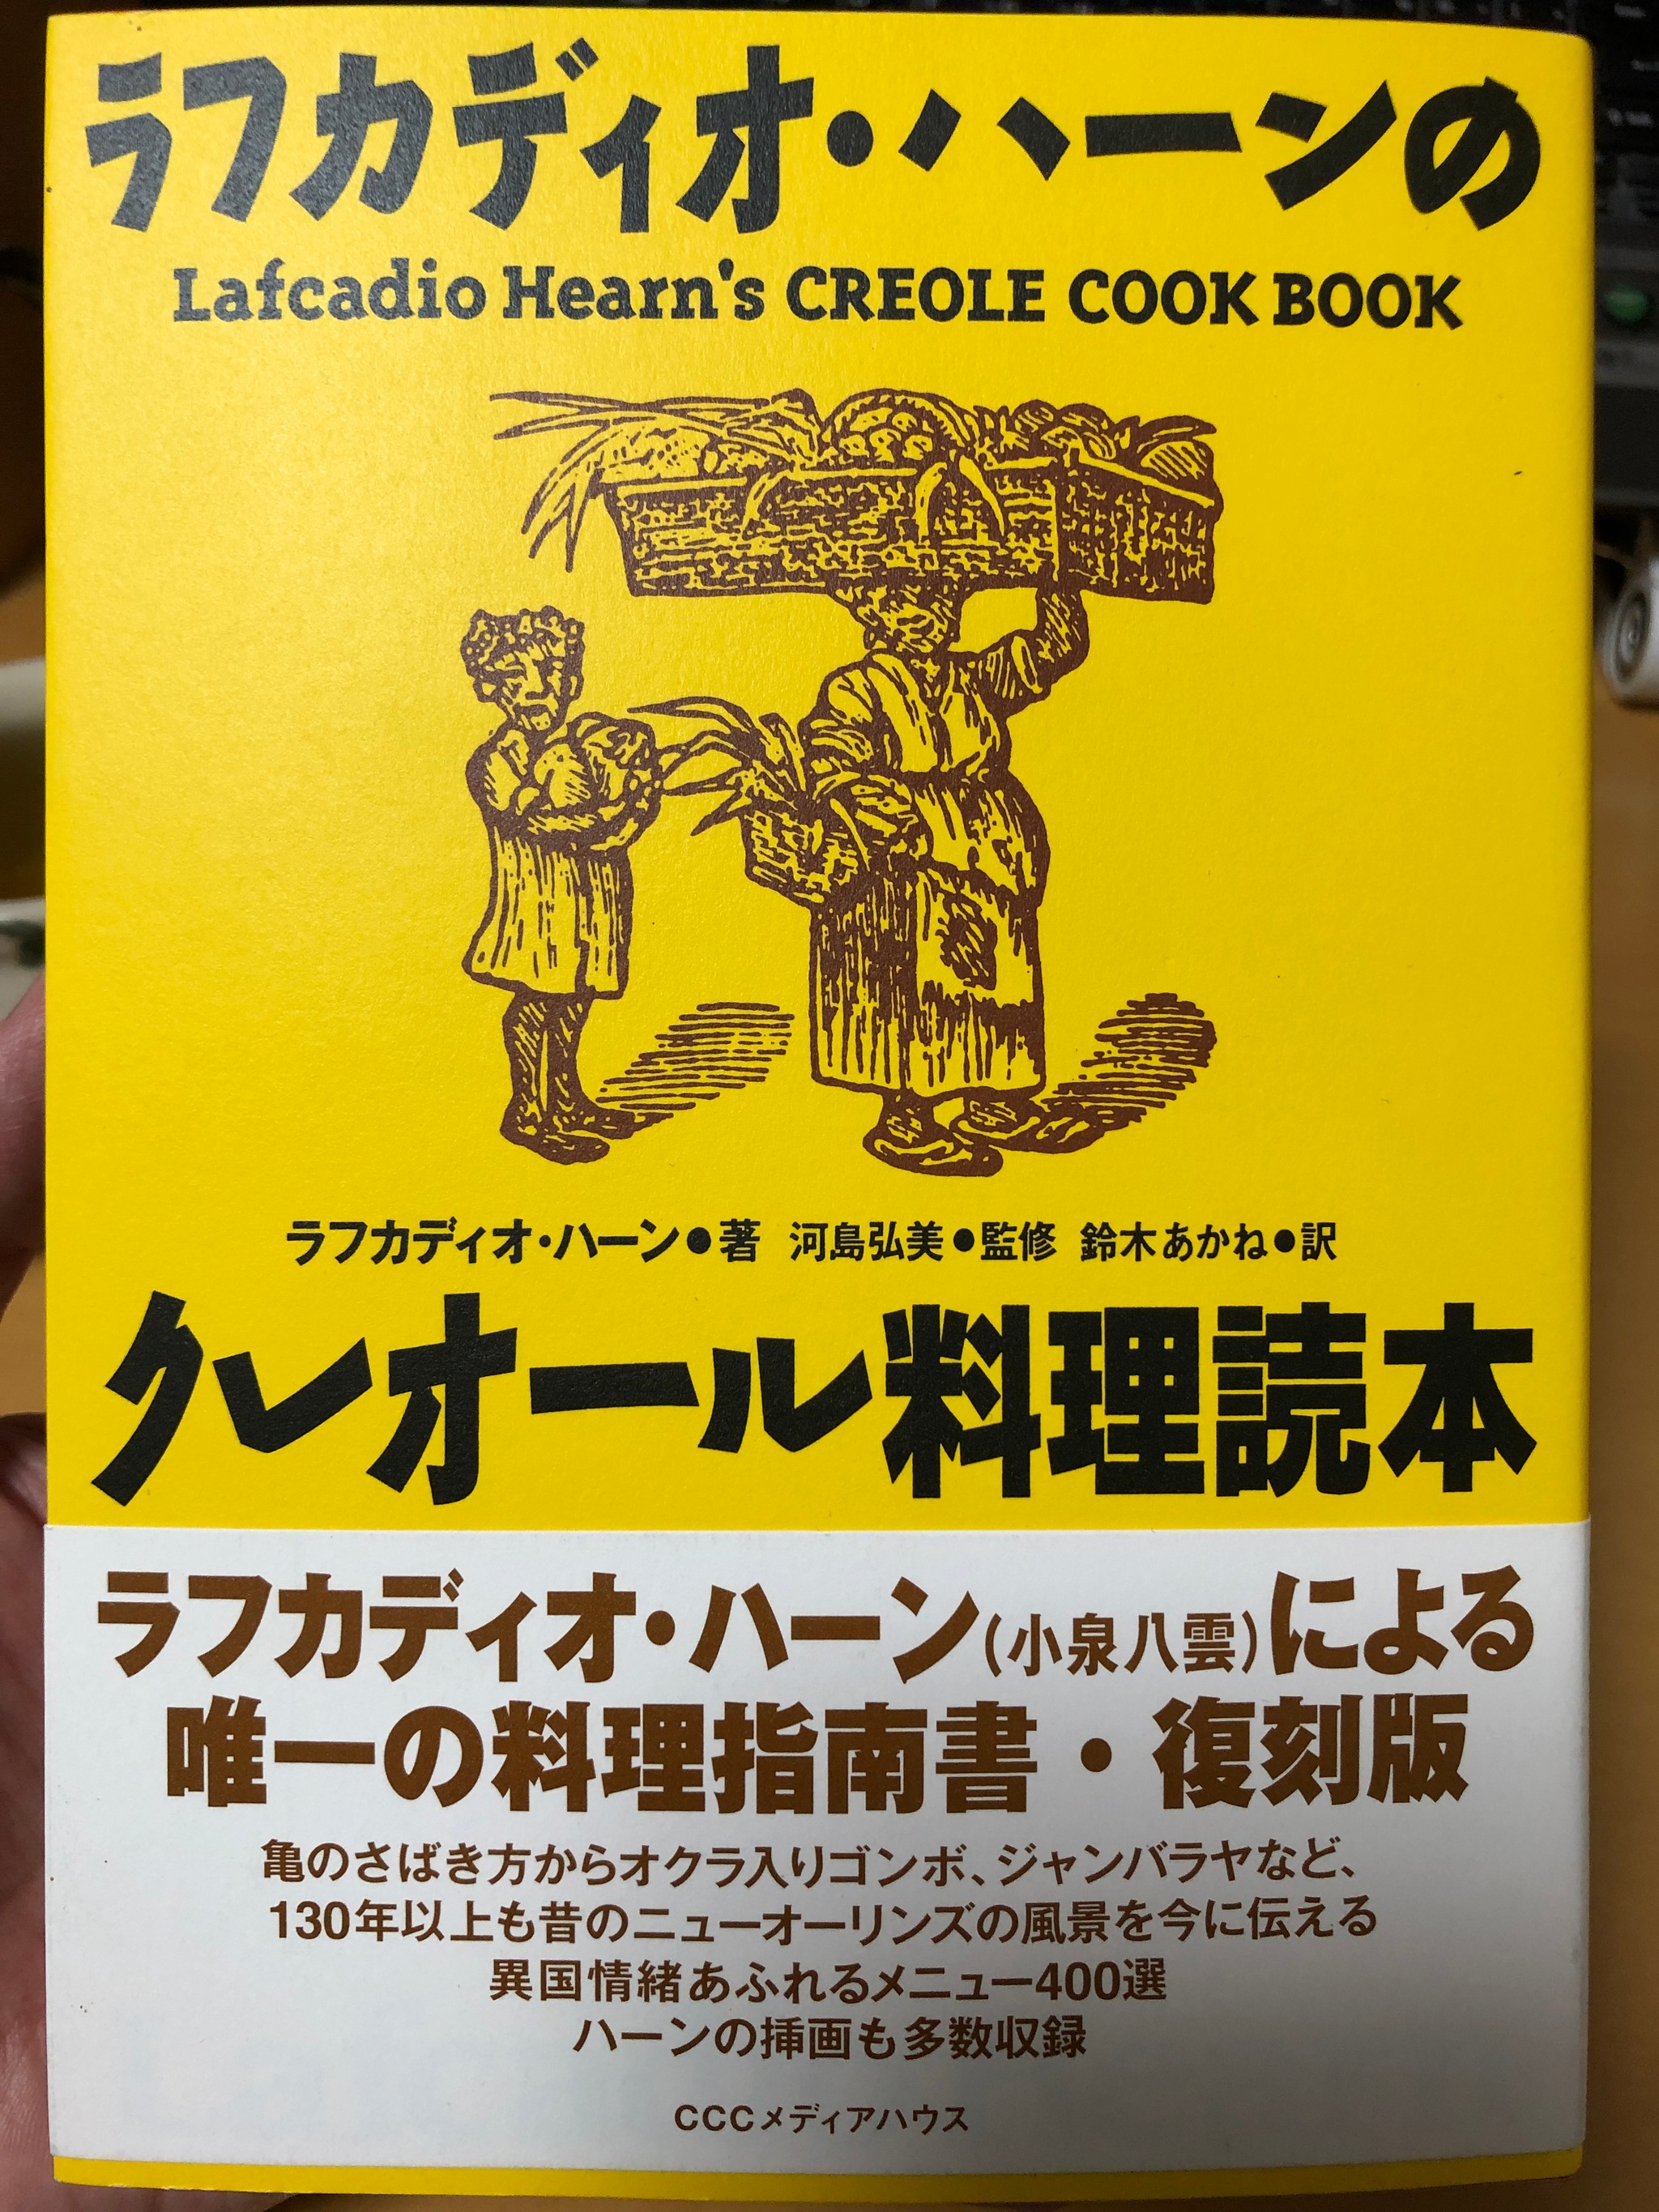 ラフカディオ・ハーンの
Lafcadio Hearn's CREOLE COOK BOOK
ラフカディオ・ハーン●著 河島弘美●監修 鈴木あかね●訳
クレオール料理読本
ラフカディオ・ハーン(小泉八雲)による
唯一の料理指南書・復刻版
亀のさばき方からオクラ入りゴンボ、ジャンバラヤなど、
130年以上も昔のニューオーリンズの風景を今に伝える
異国情緒あふれるメニュー400選
ハーンの挿画も多数収録
CCCメディアハウス